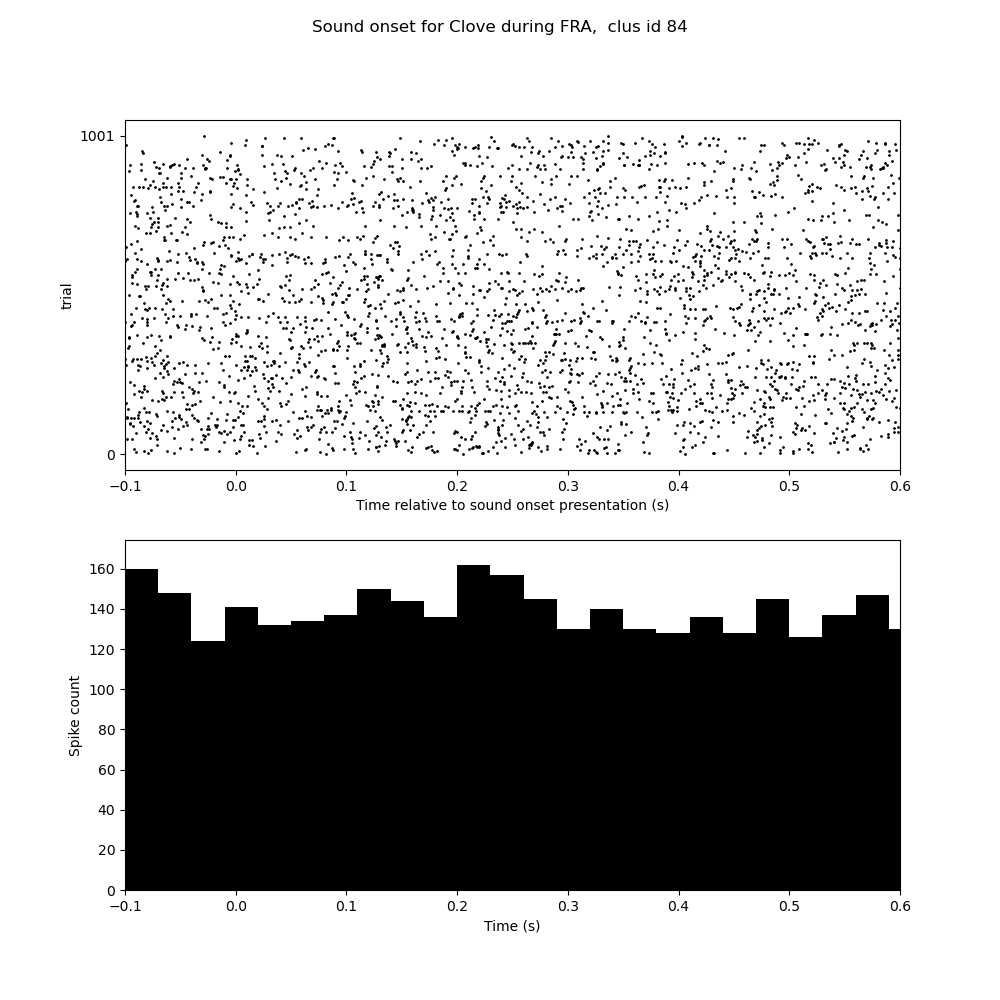 Sound onset for Clove during FRA,  clus id 84
1001
0
trial
−0.1 0.0 0.1 0.2 0.3 0.4 0.5 0.6
Time relative to sound onset presentation (s)
160
140
120
100
80
60
40
20
0
Spike count
−0.1 0.0 0.1 0.2 0.3 0.4 0.5 0.6
Time (s)